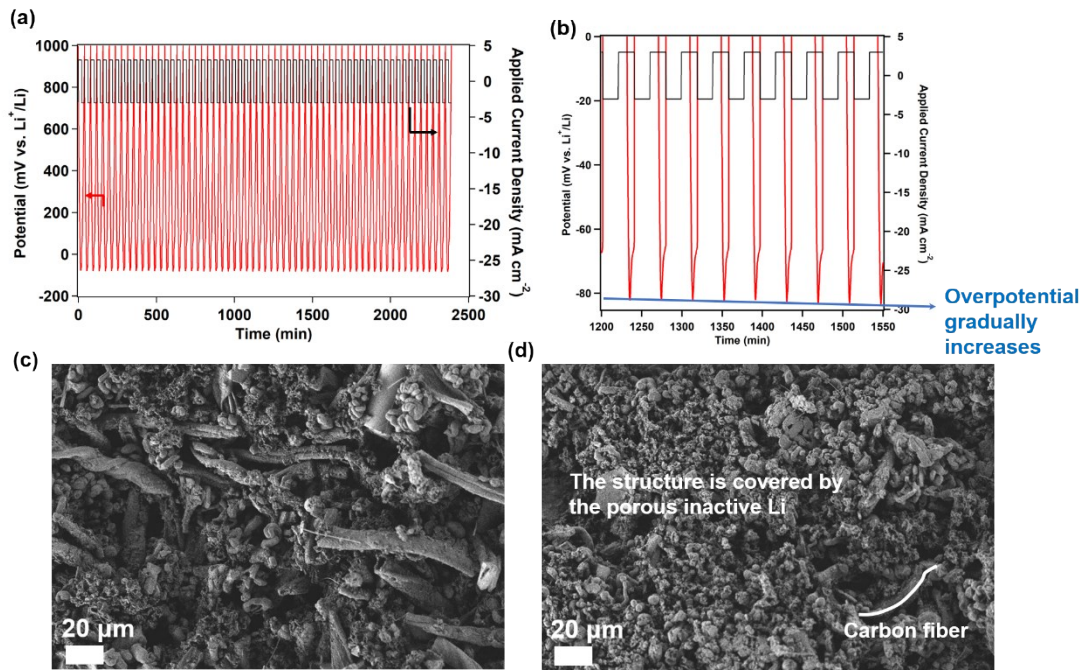 (a)
1000
800
600
400
200
0
-200
Potential (mV vs. Li⁺/Li)
0 500 1000 1500 2000 2500
Time (min)
5
0
-5
-10
-15
-20
-25
-30
Applied Current Density (mA cm⁻²)
(b)
0
-20
-40
-60
-80
Potential (mV vs. Li⁺/Li)
1200 1250 1300 1350 1400 1450 1500 1550
Time (min)
5
0
-5
-10
-15
-20
-25
-30
Applied Current Density (mA cm⁻²)
Overpotential
gradually
increases
(c)
20 µm
(d)
The structure is covered by
the porous inactive Li
20 µm
Carbon fiber